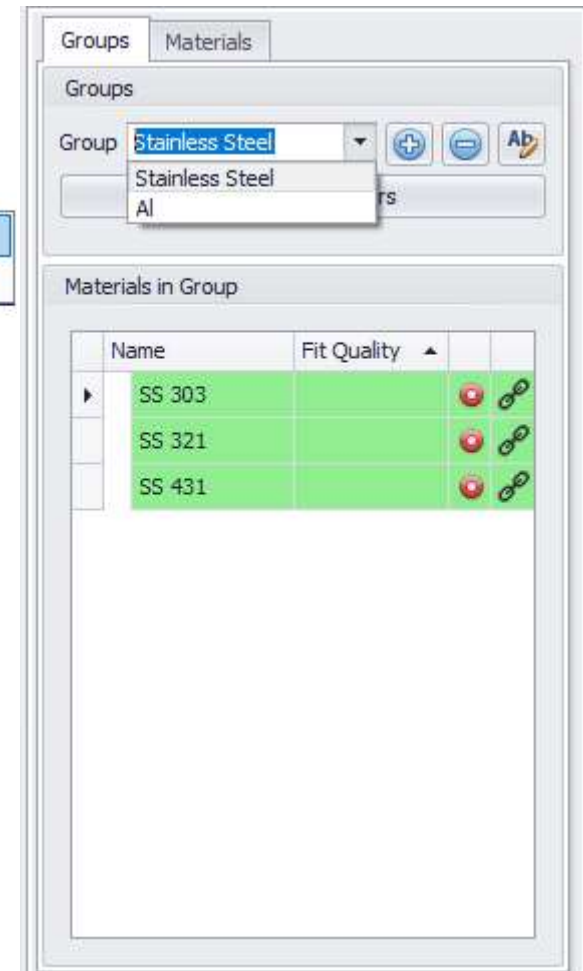 Groups Materials
Groups
Group Stainless Steel Ab
Stainless Steel
Al
Materials in Group
Name Fit Quality
SS 303
SS 321
SS 431